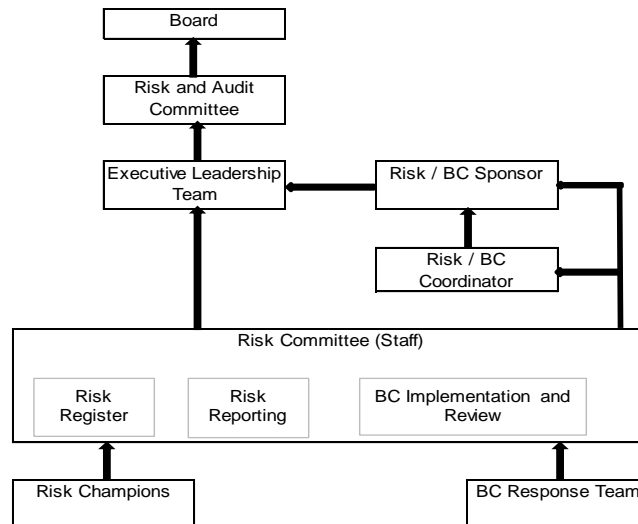 Board
Risk and Audit
Committee
Executive Leadership
Team
Risk / BC Sponsor
Risk / BC
Coordinator
Risk Committee (Staff)
Risk
Register
Risk
Reporting
BC Implementation and
Review
Risk Champions
BC Response Team